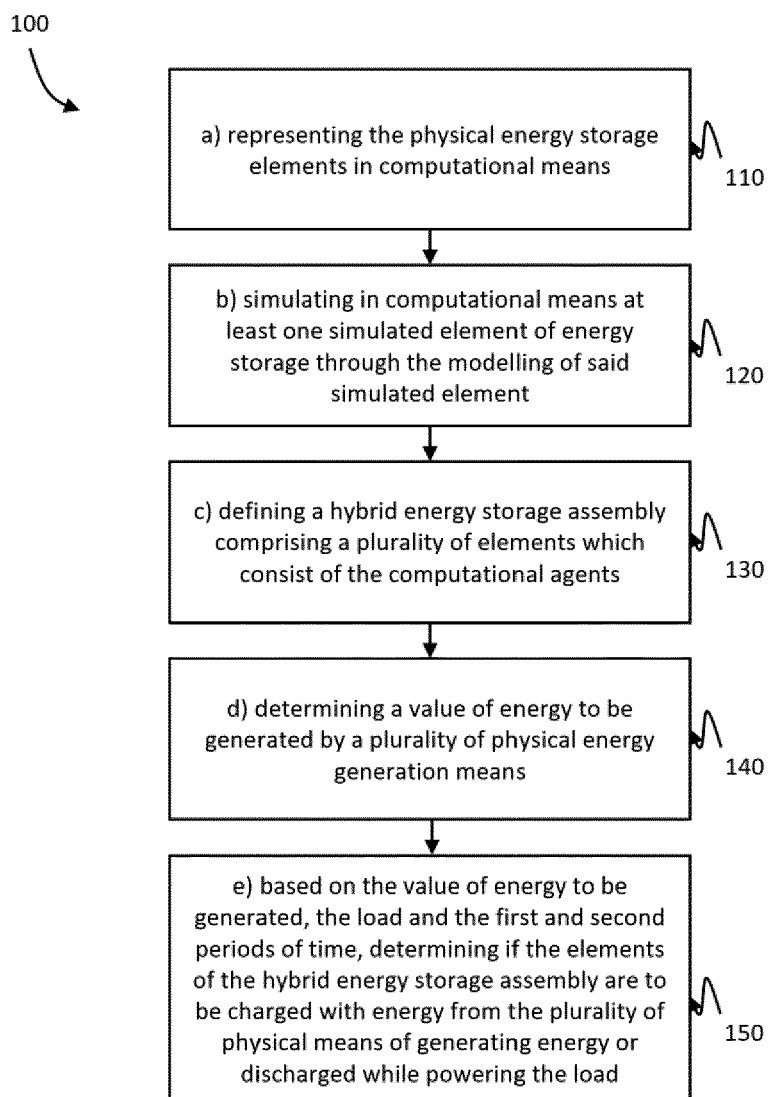 100
a) representing the physical energy storage
elements in computational means
110
b) simulating in computational means at
least one simulated element of energy
storage through the modelling of said
simulated element
120
c) defining a hybrid energy storage assembly
comprising a plurality of elements which
consist of the computational agents
130
d) determining a value of energy to be
generated by a plurality of physical energy
generation means
140
e) based on the value of energy to be
generated, the load and the first and second
periods of time, determining if the elements
of the hybrid energy storage assembly are to
be charged with energy from the plurality of
physical means of generating energy or
discharged while powering the load
150